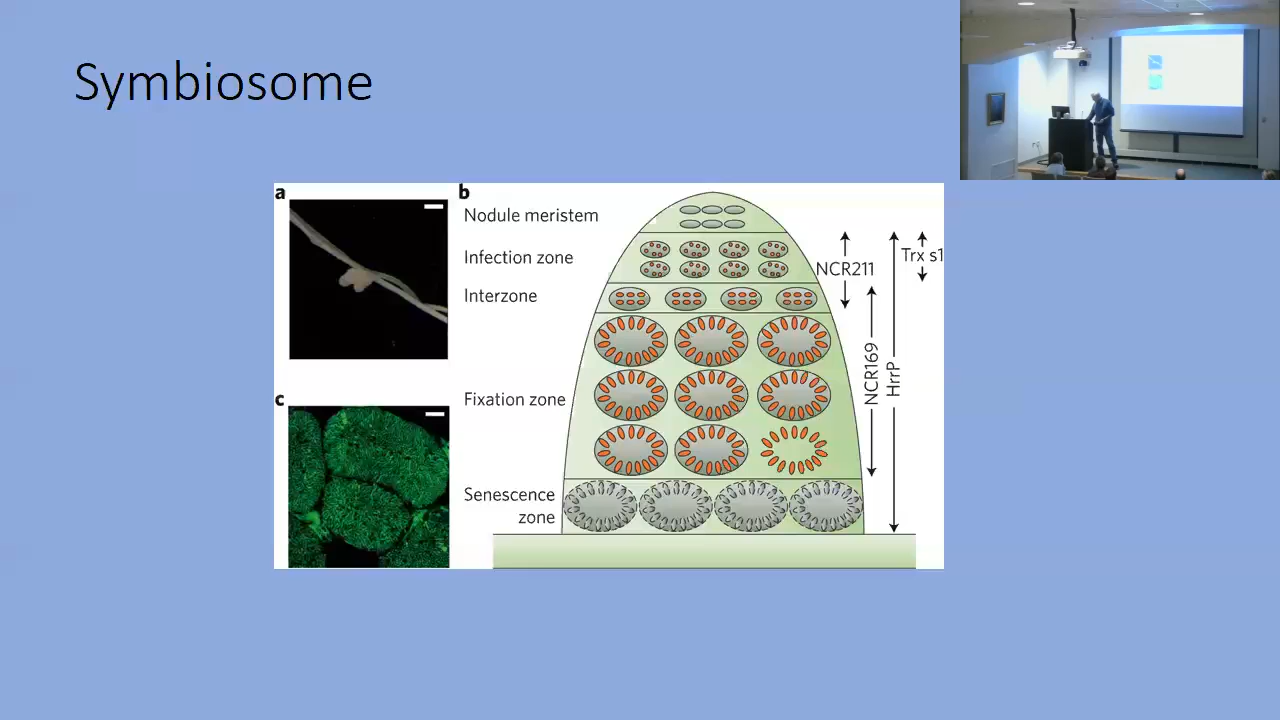 Symbiosome
a
b
Nodule meristem
Infection zone
Interzone
Fixation zone
Senescence
zone
NCR211
Trx s1
NCR169
HrrP
c